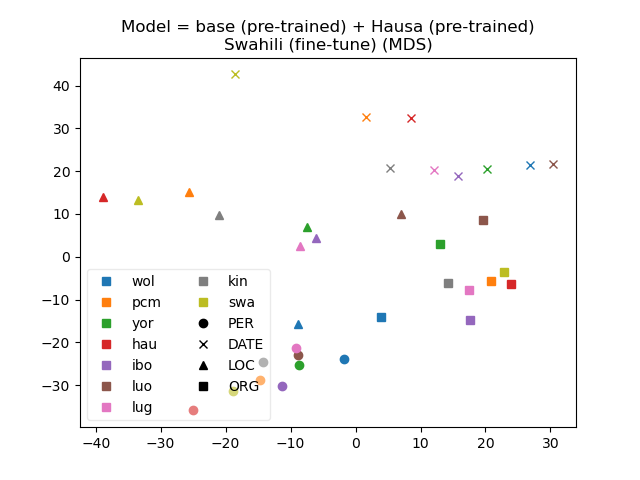 Model = base (pre-trained) + Hausa (pre-trained)
Swahili (fine-tune) (MDS)
40
30
20
10
0
−10
−20
−30
wol kin
pcm swa
yor PER
hau DATE
ibo LOC
luo ORG
lug
−40 −30 −20 −10 0 10 20 30